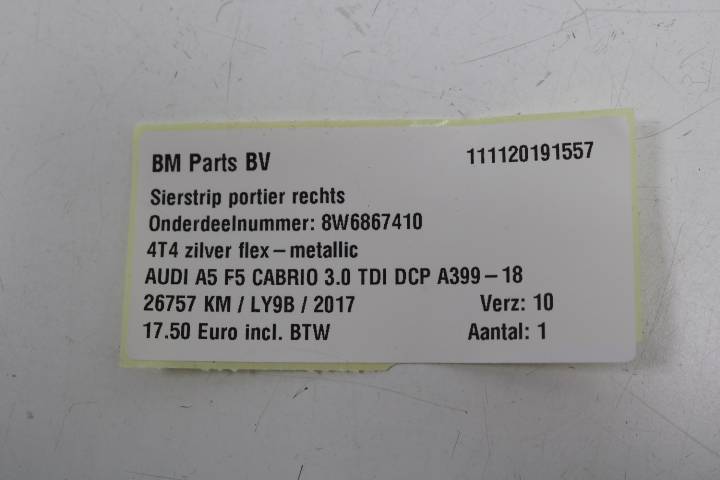 BM Parts BV 111120191557
Sierstrip portier rechts
Onderdeelnummer: 8W6867410
4T4 zilver flex – metallic
AUDI A5 F5 CABRIO 3.0 TDI DCP A399 – 18
26757 KM / LY9B / 2017 Verz: 10
17.50 Euro incl. BTW Aantal: 1